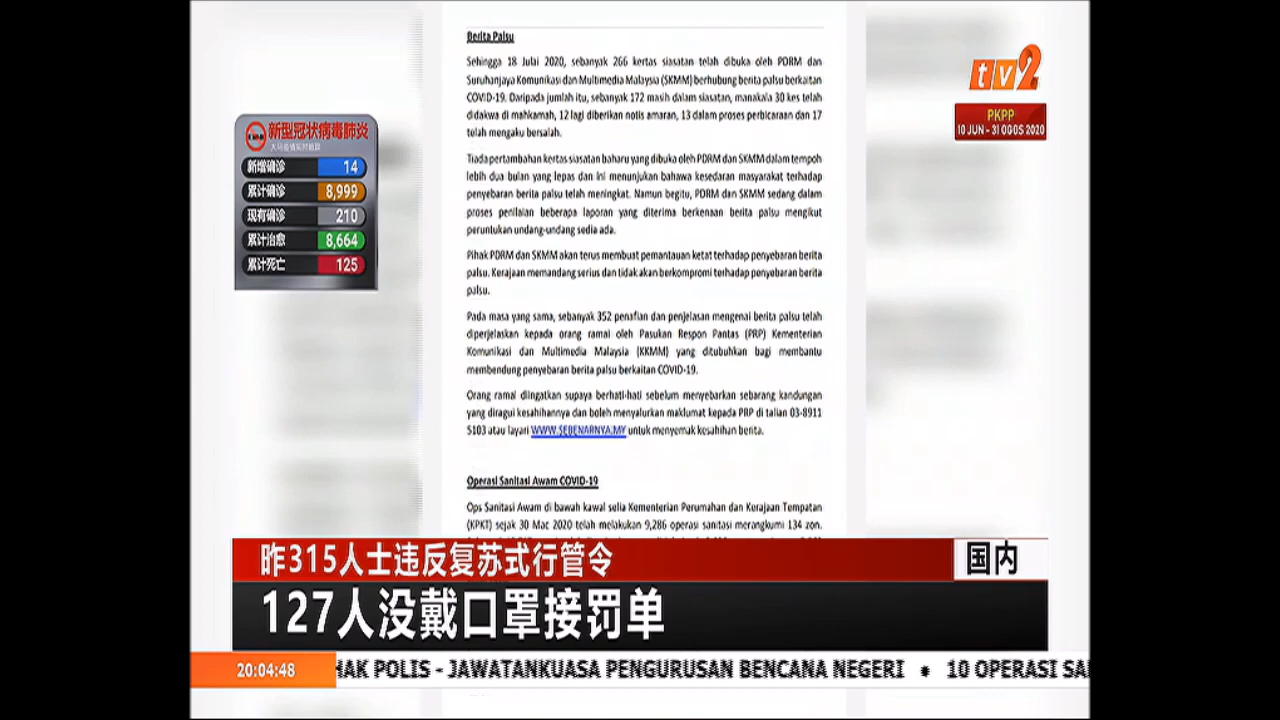 Berita Palsu
Sehingga 18 Julai 2020, sebanyak 266 kertas siasatan telah dibuka oleh PDRM dan
Suruhanjaya Komunikasi dan Multimedia Malaysia (SKMM) berhubung berita palsu berkaitan
COVID-19. Daripada jumlah itu, sebanyak 172 masih dalam siasatan, manakala 30 kes telah
didakwa di mahkamah, 12 lagi diberikan notis amaran, 13 dalam proses perbicaraan dan 17
telah mengaku bersalah.
Tiada pertambahan kertas siasatan baharu yang dibuka oleh PDRM dan SKMM dalam tempoh
lebih dua bulan yang lepas dan ini menunjukan bahawa kesedaran masyarakat terhadap
penyebaran berita palsu telah meningkat. Namun begitu, PDRM dan SKMM sedang dalam
proses penilaian beberapa laporan yang diterima berkenaan berita palsu mengikut
peruntukan undang-undang sedia ada.
Pihak PDRM dan SKMM akan terus membuat pemantauan ketat terhadap penyebaran berita
palsu. Kerajaan memandang serius dan tidak akan berkompromi terhadap penyebaran berita
palsu.
Pada masa yang sama, sebanyak 352 penafian dan penjelasan mengenai berita palsu telah
diperjelaskan kepada orang ramai oleh Pasukan Respon Pantas (PRP) Kementerian
Komunikasi dan Multimedia Malaysia (KKMM) yang ditubuhkan bagi membantu
membendung penyebaran berita palsu berkaitan COVID-19.
Orang ramai diingatkan supaya berhati-hati sebelum menyebarkan sebarang kandungan
yang diragui kesahihannya dan boleh menyalurkan maklumat kepada PRP di talian 03-8911
5103 atau layari WWW.SEBENARNYA.MY untuk menyemak kesahihan berita.
Operasi Sanitasi Awam COVID-19
Ops Sanitasi Awam di bawah kawal selia Kementerian Perumahan dan Kerajaan Tempatan
(KPKT) sejak 30 Mac 2020 telah melakukan 9,286 operasi sanitasi merangkumi 134 zon.
tv2
PKPP
10 JUN - 31 OGOS 2020
新型冠状病毒肺炎
新增确诊 14
累计确诊 8,999
现有确诊 210
累计治愈 8,664
累计死亡 125
昨315人士违反复苏式行管令
国内
127人没戴口罩接罚单
20:04:48
HAK POLIS - JAWATANKUASA PENGURUSAN BENCANA NEGERI • 10 OPERASI SA